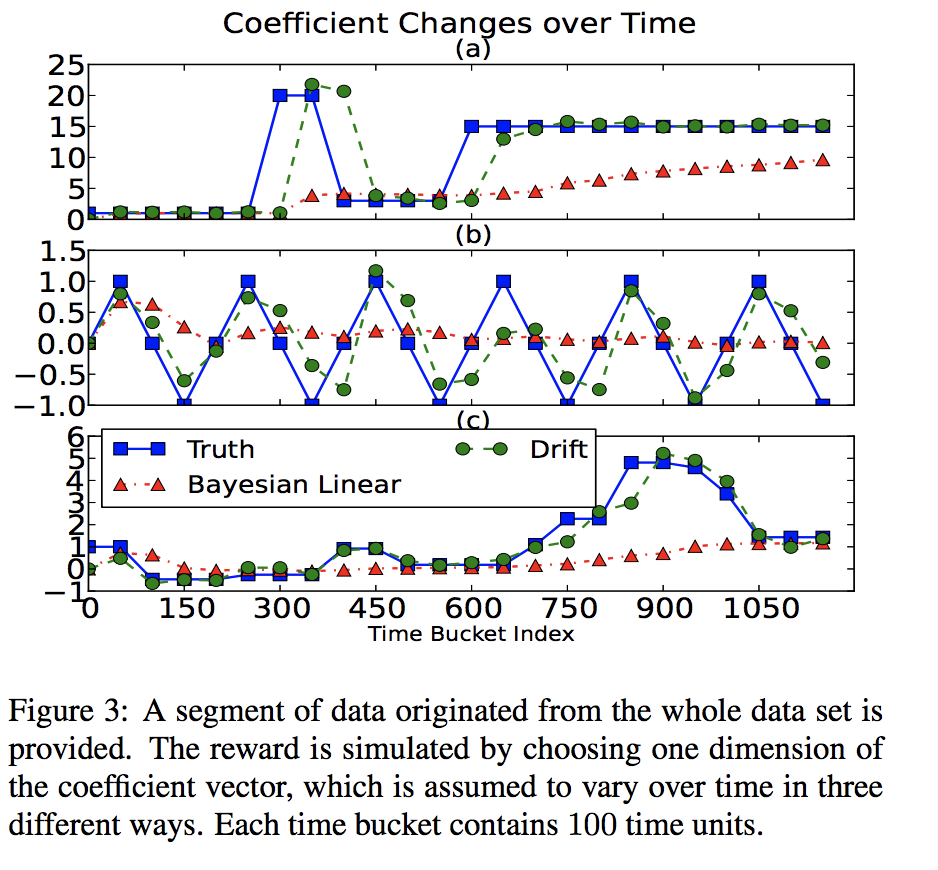 Coefficient Changes over Time
(a)
25
20
15
10
5
0
(b)
1.5
1.0
0.5
0.0
−0.5
−1.0
(c)
6
5
4
3
2
1
0
−1
Truth
Drift
Bayesian Linear
0 150 300 450 600 750 900 1050
Time Bucket Index
Figure 3: A segment of data originated from the whole data set is
provided. The reward is simulated by choosing one dimension of
the coefficient vector, which is assumed to vary over time in three
different ways. Each time bucket contains 100 time units.